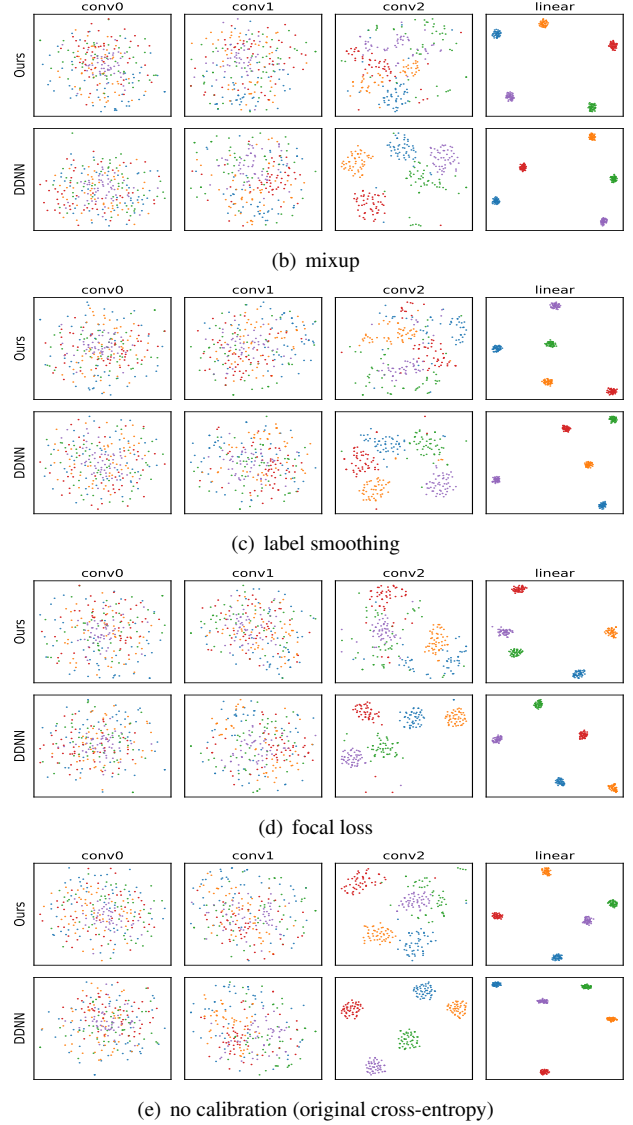 conv0 conv1 conv2 linear
Ours
DDNN
(b) mixup
conv0 conv1 conv2 linear
Ours
DDNN
(c) label smoothing
conv0 conv1 conv2 linear
Ours
DDNN
(d) focal loss
conv0 conv1 conv2 linear
Ours
DDNN
(e) no calibration (original cross-entropy)